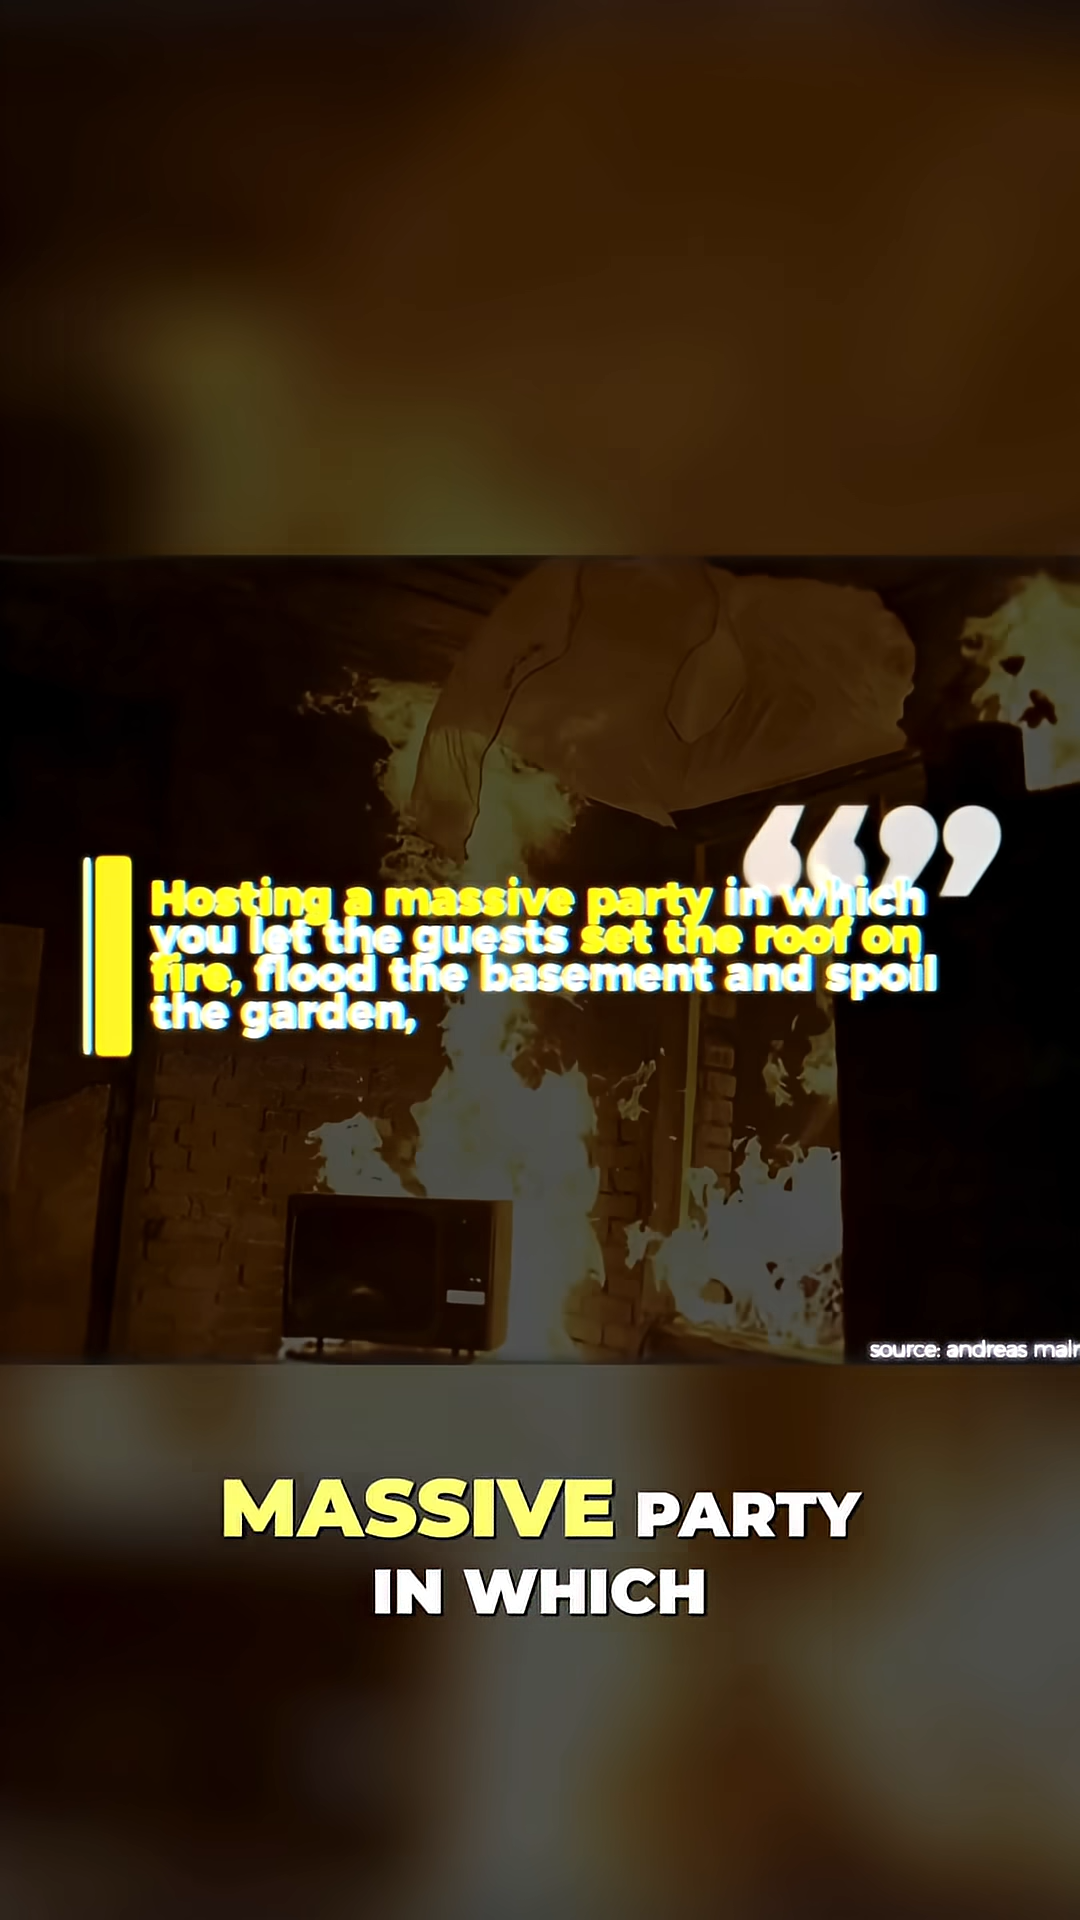 Hosting a massive party in which
you let the guests set the roof on
fire, flood the basement and spoil
the garden,
source: andreas malm
MASSIVE PARTY
IN WHICH